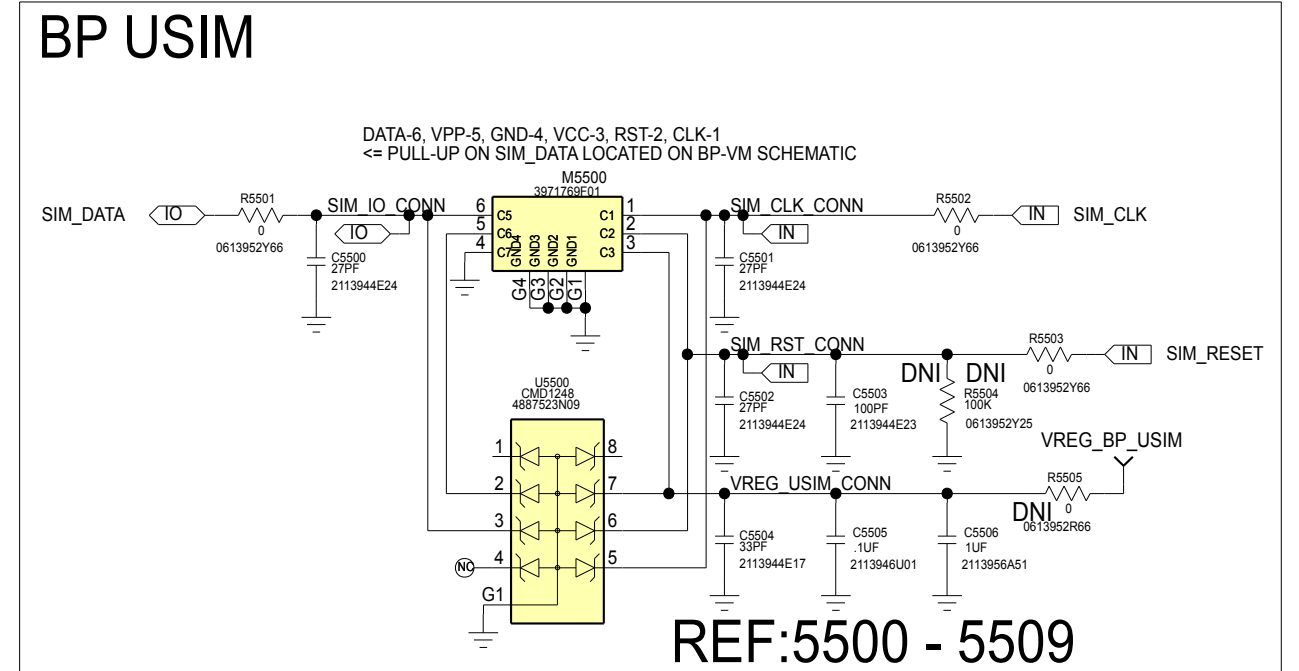 BP USIM
DATA-6, VPP-5, GND-4, VCC-3, RST-2, CLK-1
<= PULL-UP ON SIM_DATA LOCATED ON BP-VM SCHEMATIC
M5500
3971769F01
SIM_DATA
IO
R5501
0
0613952Y66
SIM_IO_CONN
IO
C5500
27PF
2113944E24
6
5
4
C5
C6
C7
GND4
GND3
GND2
GND1
C1
C2
C3
1
2
3
G4
G3
G2
G1
SIM_CLK_CONN
IN
C5501
27PF
2113944E24
R5502
0
0613952Y66
IN
SIM_CLK
SIM_RST_CONN
IN
C5502
27PF
2113944E24
C5503
100PF
2113944E23
DNI
DNI
R5504
100K
0613952Y25
R5503
0
0613952Y66
IN
SIM_RESET
U5500
CMD1248
4887523N09
1
2
3
4
NC
G1
8
7
6
5
VREG_USIM_CONN
C5504
33PF
2113944E17
C5505
.1UF
2113946U01
C5506
1UF
2113956A51
VREG_BP_USIM
R5505
DNI
0
0613952R66
REF:5500 - 5509